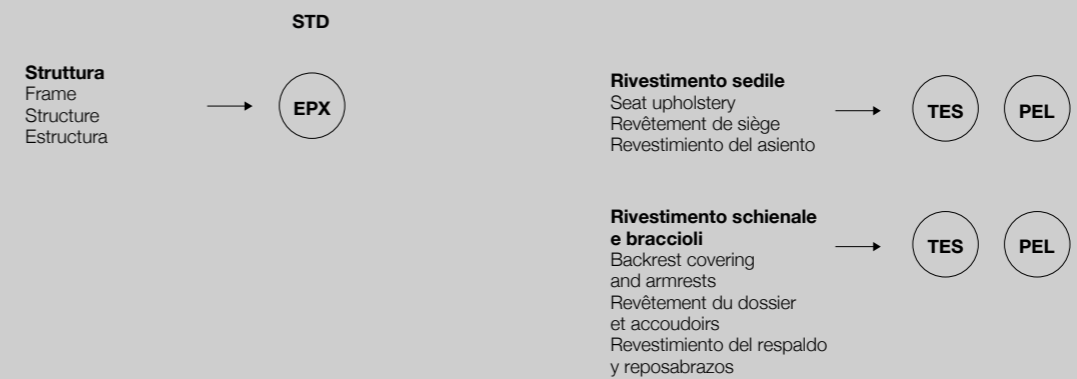 STD
Struttura
Frame
Structure
Estructura
EPX
Rivestimento sedile
Seat upholstery
Revêtement de siège
Revestimiento del asiento
TES PEL
Rivestimento schienale
e braccioli
Backrest covering
and armrests
Revêtement du dossier
et accoudoirs
Revestimiento del respaldo
y reposabrazos
TES PEL